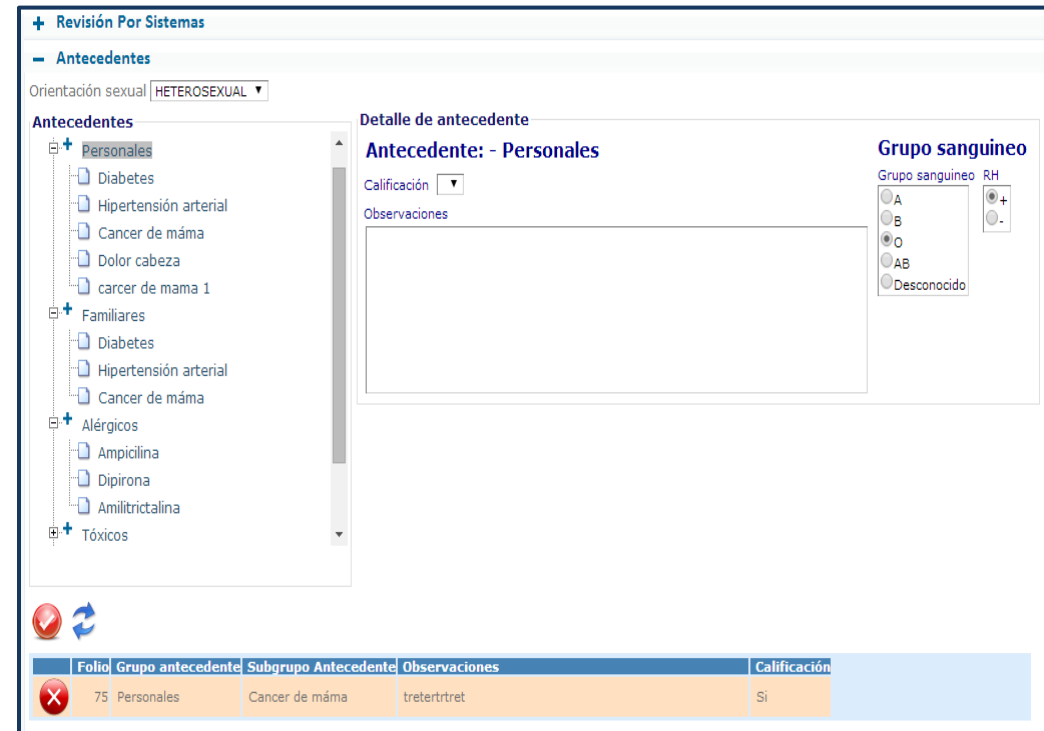 Revisión Por Sistemas
Antecedentes
Orientación sexual HETEROSEXUAL
Antecedentes
Personales
Diabetes
Hipertensión arterial
Cancer de máma
Dolor cabeza
carcer de mama 1
Familiares
Diabetes
Hipertensión arterial
Cancer de máma
Alérgicos
Ampicilina
Dipirona
Amilitrictalina
Tóxicos
Detalle de antecedente
Antecedente: - Personales
Calificación
Observaciones
Grupo sanguineo
Grupo sanguineo RH
A +
B -
O
AB
Desconocido
Folio Grupo antecedente Subgrupo Antecedente Observaciones Calificación
75 Personales Cancer de máma tretertrtret Si